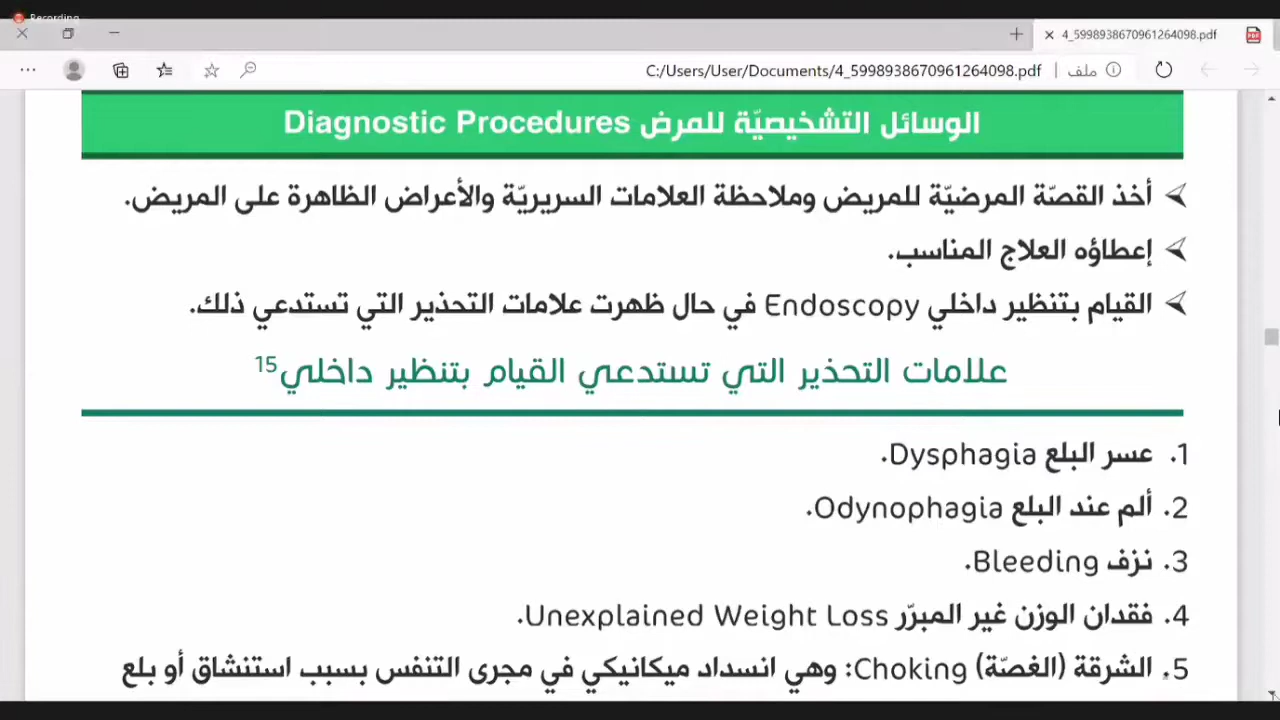 Recording
4_5998938670961264098.pdf
C:/Users/User/Documents/4_5998938670961264098.pdf | ملف
الوسائل التشخيصيّة للمرض Diagnostic Procedures
أخذ القصّة المرضيّة للمريض وملاحظة العلامات السريريّة والأعراض الظاهرة على المريض.
إعطاؤه العلاج المناسب.
القيام بتنظير داخلي Endoscopy في حال ظهرت علامات التحذير التي تستدعي ذلك.
علامات التحذير التي تستدعي القيام بتنظير داخلي15
1. عسر البلع Dysphagia.
2. ألم عند البلع Odynophagia.
3. نزف Bleeding.
4. فقدان الوزن غير المبرّر Unexplained Weight Loss.
5. الشرقة (الغصّة) Choking: وهي انسداد ميكانيكي في مجرى التنفس بسبب استنشاق أو بلع